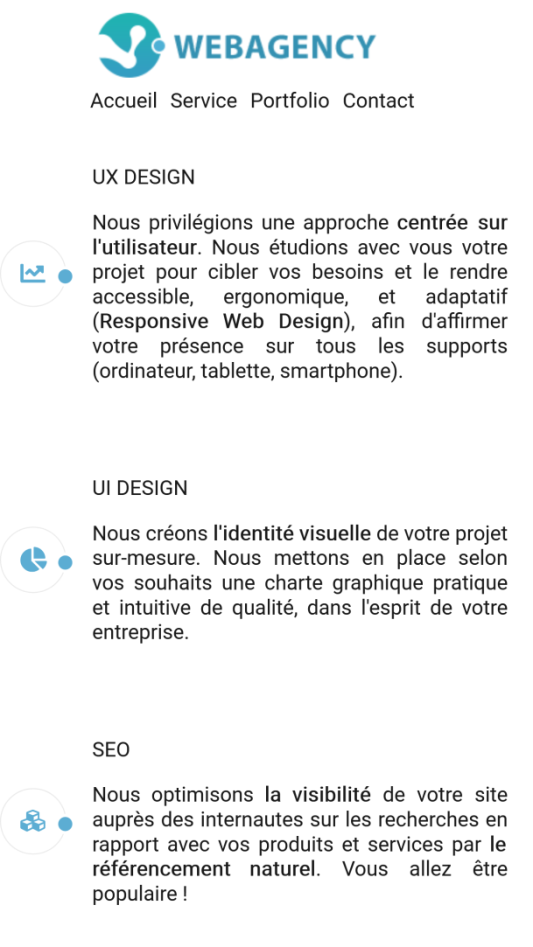 WEBAGENCY
Accueil Service Portfolio Contact
UX DESIGN
Nous privilégions une approche centrée sur
l'utilisateur. Nous étudions avec vous votre
projet pour cibler vos besoins et le rendre
accessible, ergonomique, et adaptatif
(Responsive Web Design), afin d'affirmer
votre présence sur tous les supports
(ordinateur, tablette, smartphone).
UI DESIGN
Nous créons l'identité visuelle de votre projet
sur-mesure. Nous mettons en place selon
vos souhaits une charte graphique pratique
et intuitive de qualité, dans l'esprit de votre
entreprise.
SEO
Nous optimisons la visibilité de votre site
auprès des internautes sur les recherches en
rapport avec vos produits et services par le
référencement naturel. Vous allez être
populaire !